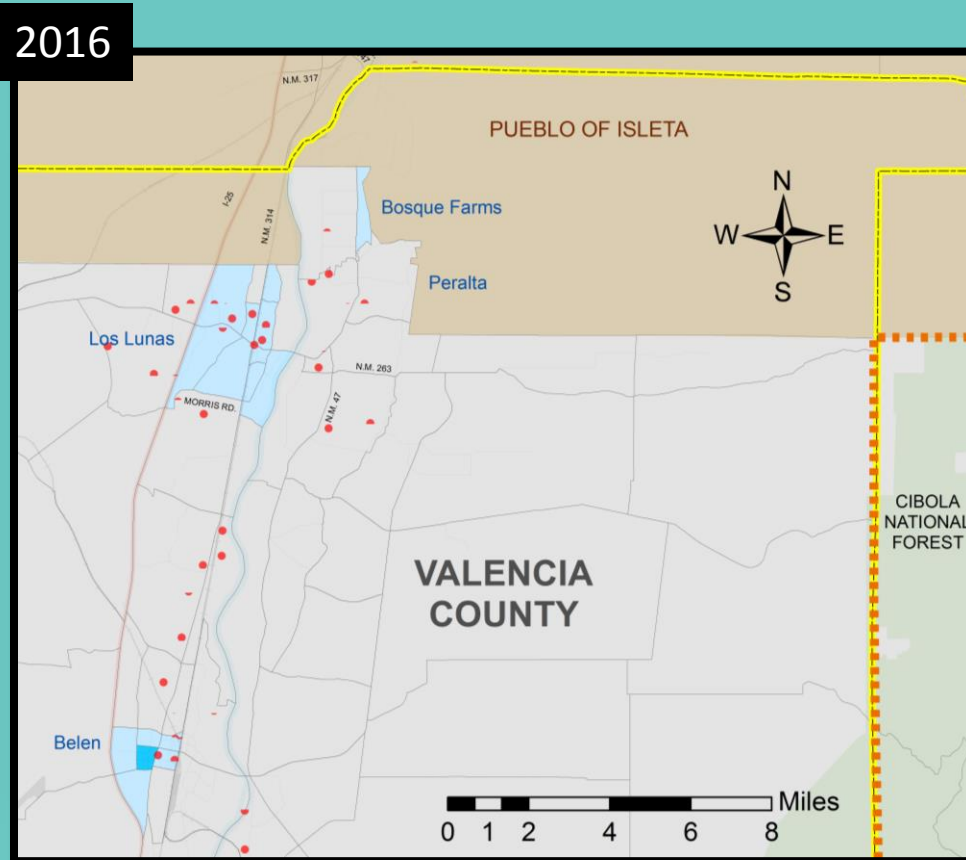 2016
47
N.M. 317
PUEBLO OF ISLETA
I-25
N.M. 314
Bosque Farms
N
W E
S
Peralta
Los Lunas
N.M. 263
MORRIS RD.
N.M. 47
CIBOLA
NATIONAL
FOREST
VALENCIA
COUNTY
Belen
Miles
0 1 2 4 6 8